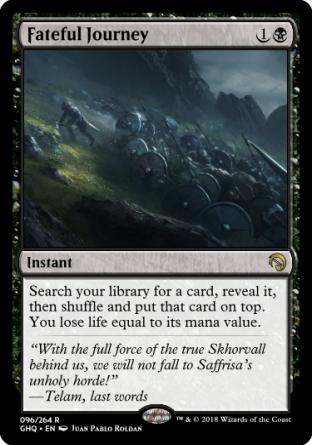 Fateful Journey 1
Instant
Search your library for a card, reveal it,
then shuffle and put that card on top.
You lose life equal to its mana value.
“With the full force of the true Skhorvall
behind us, we will not fall to Saffrisa’s
unholy horde!”
—Telam, last words
096/264 R
GHQ • EN Juan Pablo Roldan
™ & © 2018 Wizards of the Coast